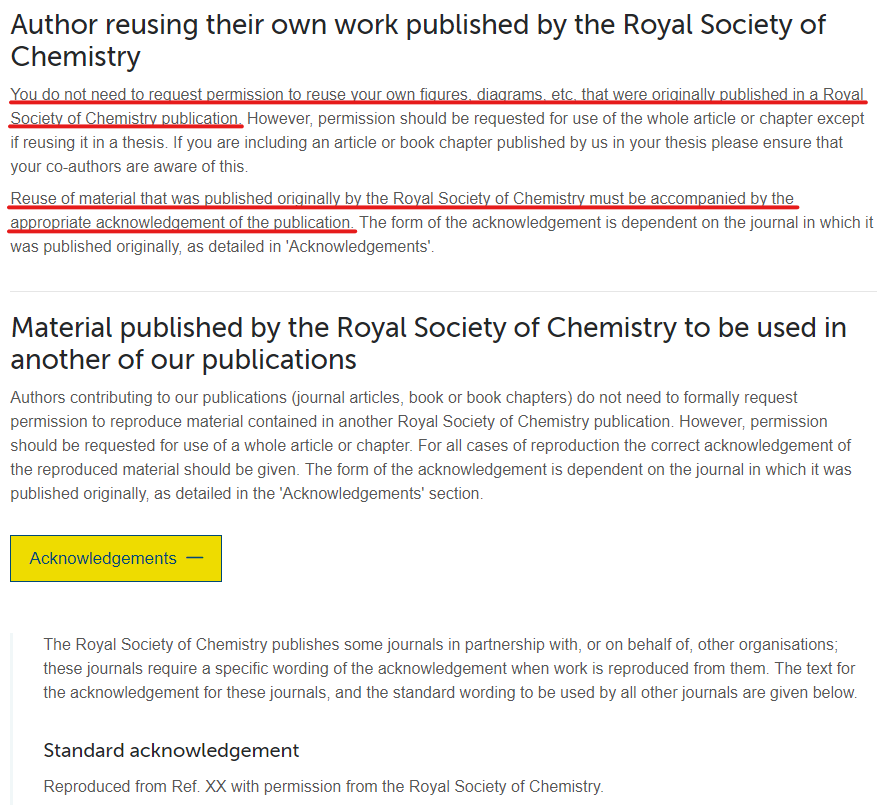 Author reusing their own work published by the Royal Society of
Chemistry
You do not need to request permission to reuse your own figures, diagrams, etc, that were originally published in a Royal
Society of Chemistry publication. However, permission should be requested for use of the whole article or chapter except
if reusing it in a thesis. If you are including an article or book chapter published by us in your thesis please ensure that
your co-authors are aware of this.
Reuse of material that was published originally by the Royal Society of Chemistry must be accompanied by the
appropriate acknowledgement of the publication. The form of the acknowledgement is dependent on the journal in which it
was published originally, as detailed in 'Acknowledgements'.
Material published by the Royal Society of Chemistry to be used in
another of our publications
Authors contributing to our publications (journal articles, book or book chapters) do not need to formally request
permission to reproduce material contained in another Royal Society of Chemistry publication. However, permission
should be requested for use of a whole article or chapter. For all cases of reproduction the correct acknowledgement of
the reproduced material should be given. The form of the acknowledgement is dependent on the journal in which it was
published originally, as detailed in the 'Acknowledgements' section.
Acknowledgements —
The Royal Society of Chemistry publishes some journals in partnership with, or on behalf of, other organisations;
these journals require a specific wording of the acknowledgement when work is reproduced from them. The text for
the acknowledgement for these journals, and the standard wording to be used by all other journals are given below.
Standard acknowledgement
Reproduced from Ref. XX with permission from the Royal Society of Chemistry.